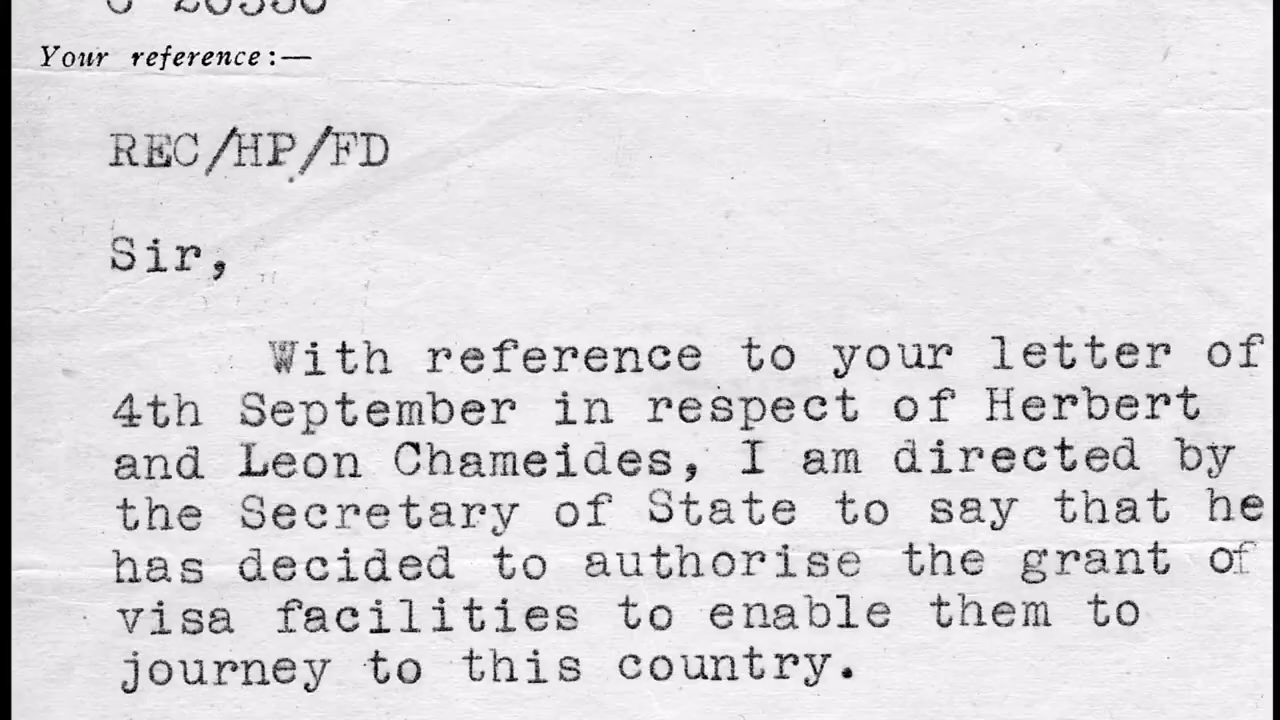 Your reference:—
REC/HP/FD
Sir,
With reference to your letter of
4th September in respect of Herbert
and Leon Chameides, I am directed by
the Secretary of State to say that he
has decided to authorise the grant of
visa facilities to enable them to
journey to this country.